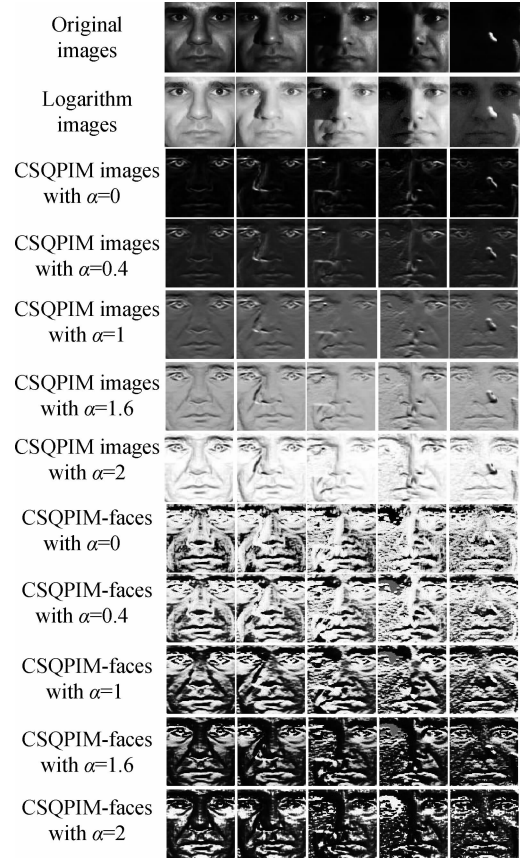 Original
images
Logarithm
images
CSQPIM images
with α=0
CSQPIM images
with α=0.4
CSQPIM images
with α=1
CSQPIM images
with α=1.6
CSQPIM images
with α=2
CSQPIM-faces
with α=0
CSQPIM-faces
with α=0.4
CSQPIM-faces
with α=1
CSQPIM-faces
with α=1.6
CSQPIM-faces
with α=2